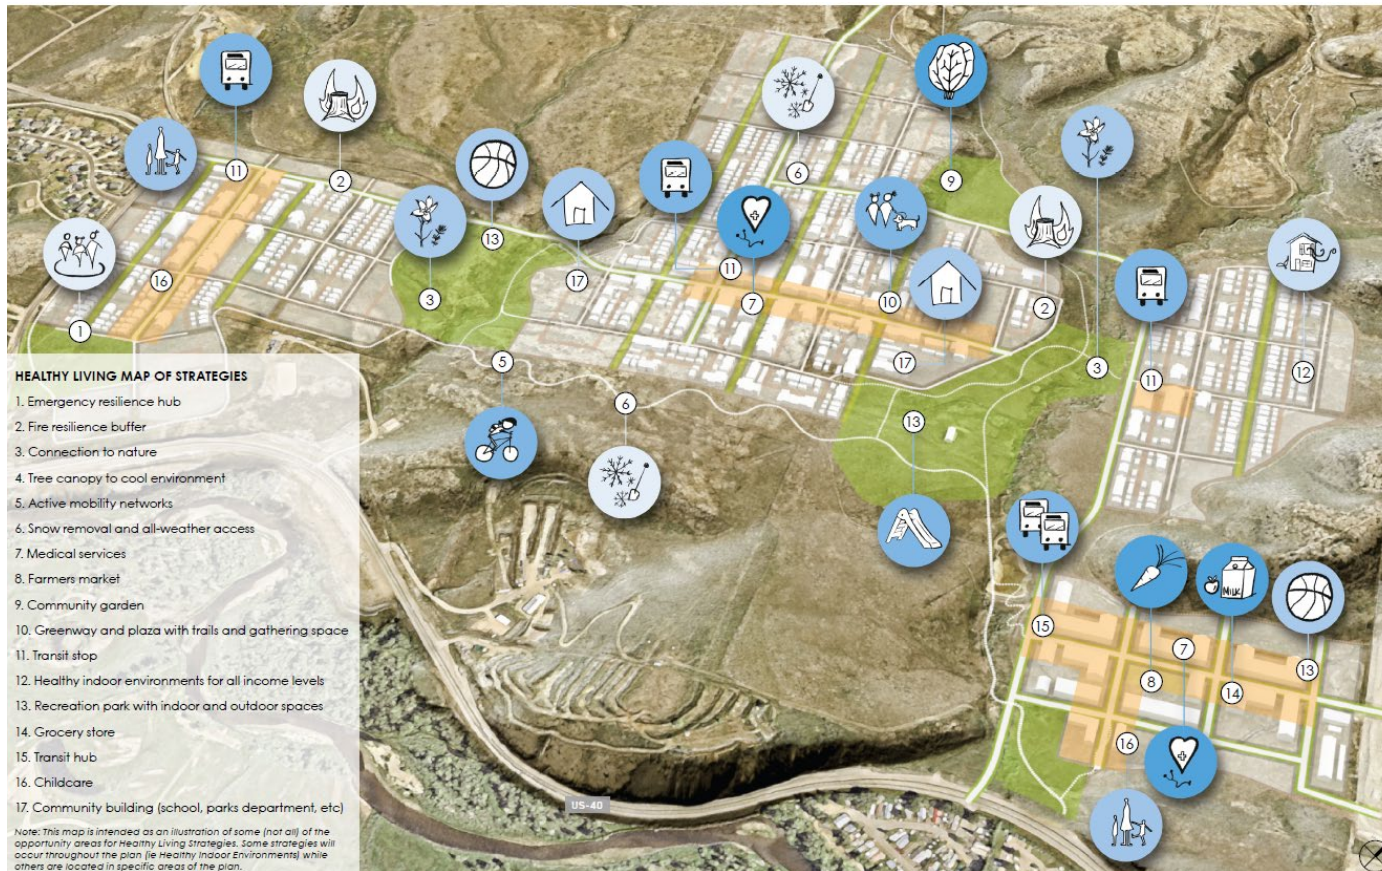 11
2
16
1
3
13
5
17
6
11
7
6
9
10
17
2
3
13
11
12
MILK
15
7
8
14
13
16
US-40
HEALTHY LIVING MAP OF STRATEGIES
1. Emergency resilience hub
2. Fire resilience buffer
3. Connection to nature
4. Tree canopy to cool environment
5. Active mobility networks
6. Snow removal and all-weather access
7. Medical services
8. Farmers market
9. Community garden
10. Greenway and plaza with trails and gathering space
11. Transit stop
12. Healthy indoor environments for all income levels
13. Recreation park with indoor and outdoor spaces
14. Grocery store
15. Transit hub
16. Childcare
17. Community building (school, parks department, etc)
Note: This map is intended as an illustration of some (not all) of the
opportunity areas for Healthy Living Strategies. Some strategies will
occur throughout the plan (ie Healthy Indoor Environments) while
others are located in specific areas of the plan.